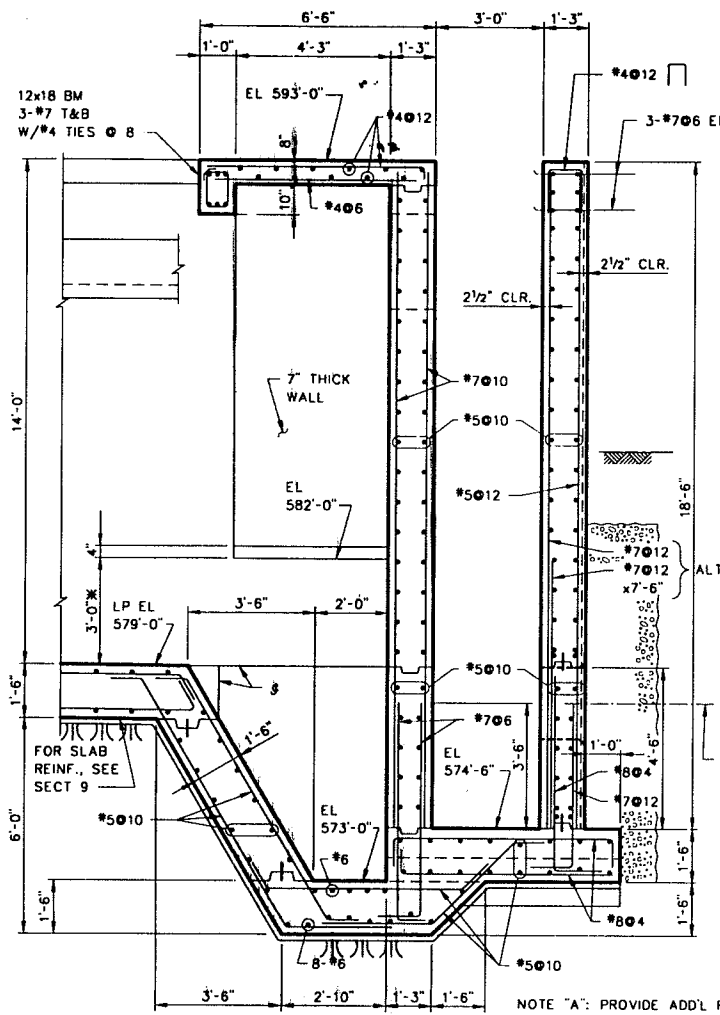 6'-6"
3'-0"
1'-3"
1'-0"
4'-3"
1'-3"
#4@12
12x18 BM
3-#7 T&B
W/#4 TIES @ 8
EL 593'-0"
#4@12
8"
3-#7@6
10"
#4@6
2½" CLR.
2½" CLR.
7" THICK
WALL
#7@10
#5@10
14'-0"
18'-6"
EL
582'-0"
#5@12
4"
#7@12
#7@12
x7'-6"
ALT
3'-0"*
LP EL
579'-0"
3'-6"
2'-0"
#5@10
1'-6"
1'-6"
#7@6
3'-6"
EL
574'-6"
1'-0"
4'-6"
FOR SLAB
REINF., SEE
SECT 9
#8@4
#7@12
#5@10
EL
573'-0"
6'-0"
#6
1'-6"
1'-6"
1'-6"
#8@4
8-#6
#5@10
3'-6"
2'-10"
1'-3"
1'-6"
NOTE "A": PROVIDE ADD'L